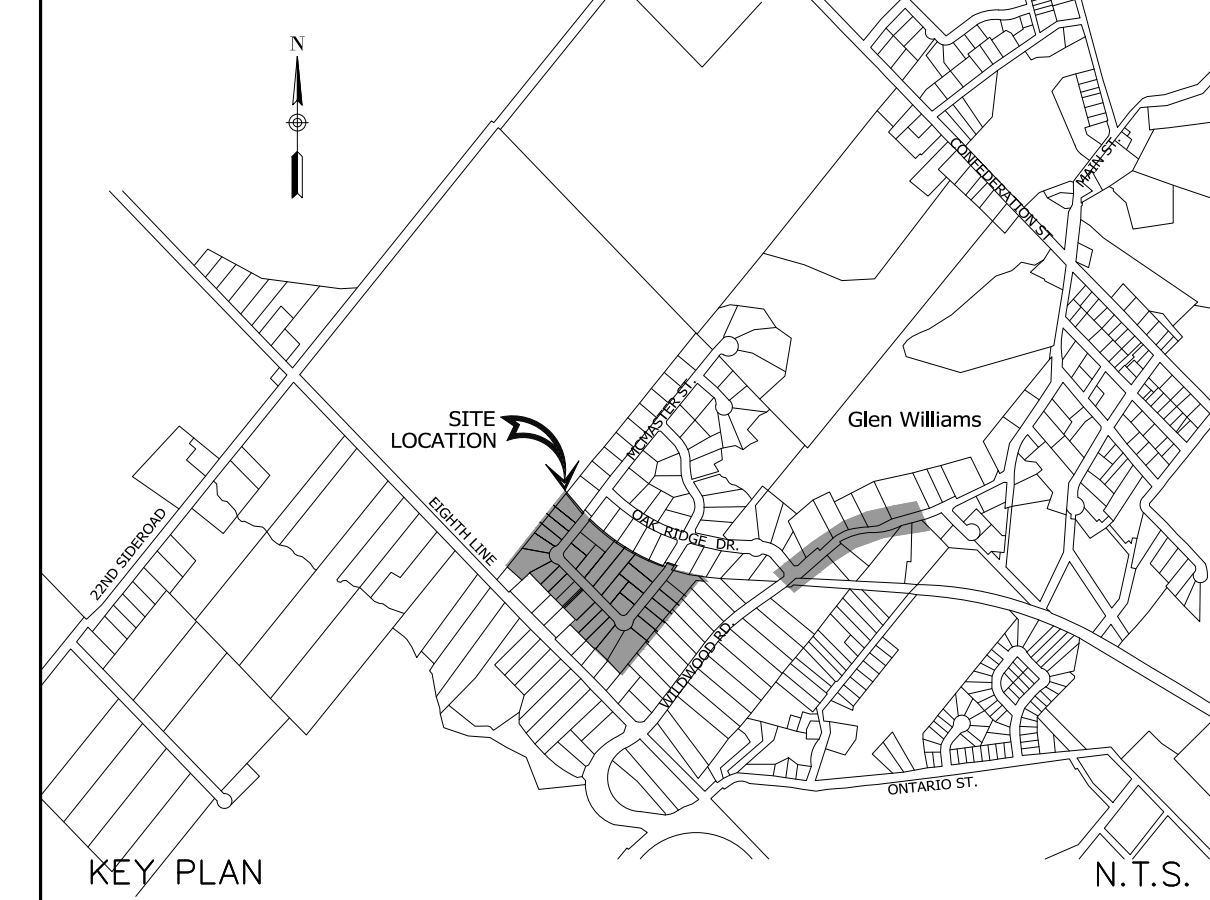 N
CONFEDERATION ST
MAIN ST.
SITE
LOCATION
MCMASTER ST.
Glen Williams
EIGHTH LINE
22ND SIDEROAD
OAK RIDGE DR.
WILDWOOD RD.
ONTARIO ST.
KEY PLAN
N.T.S.